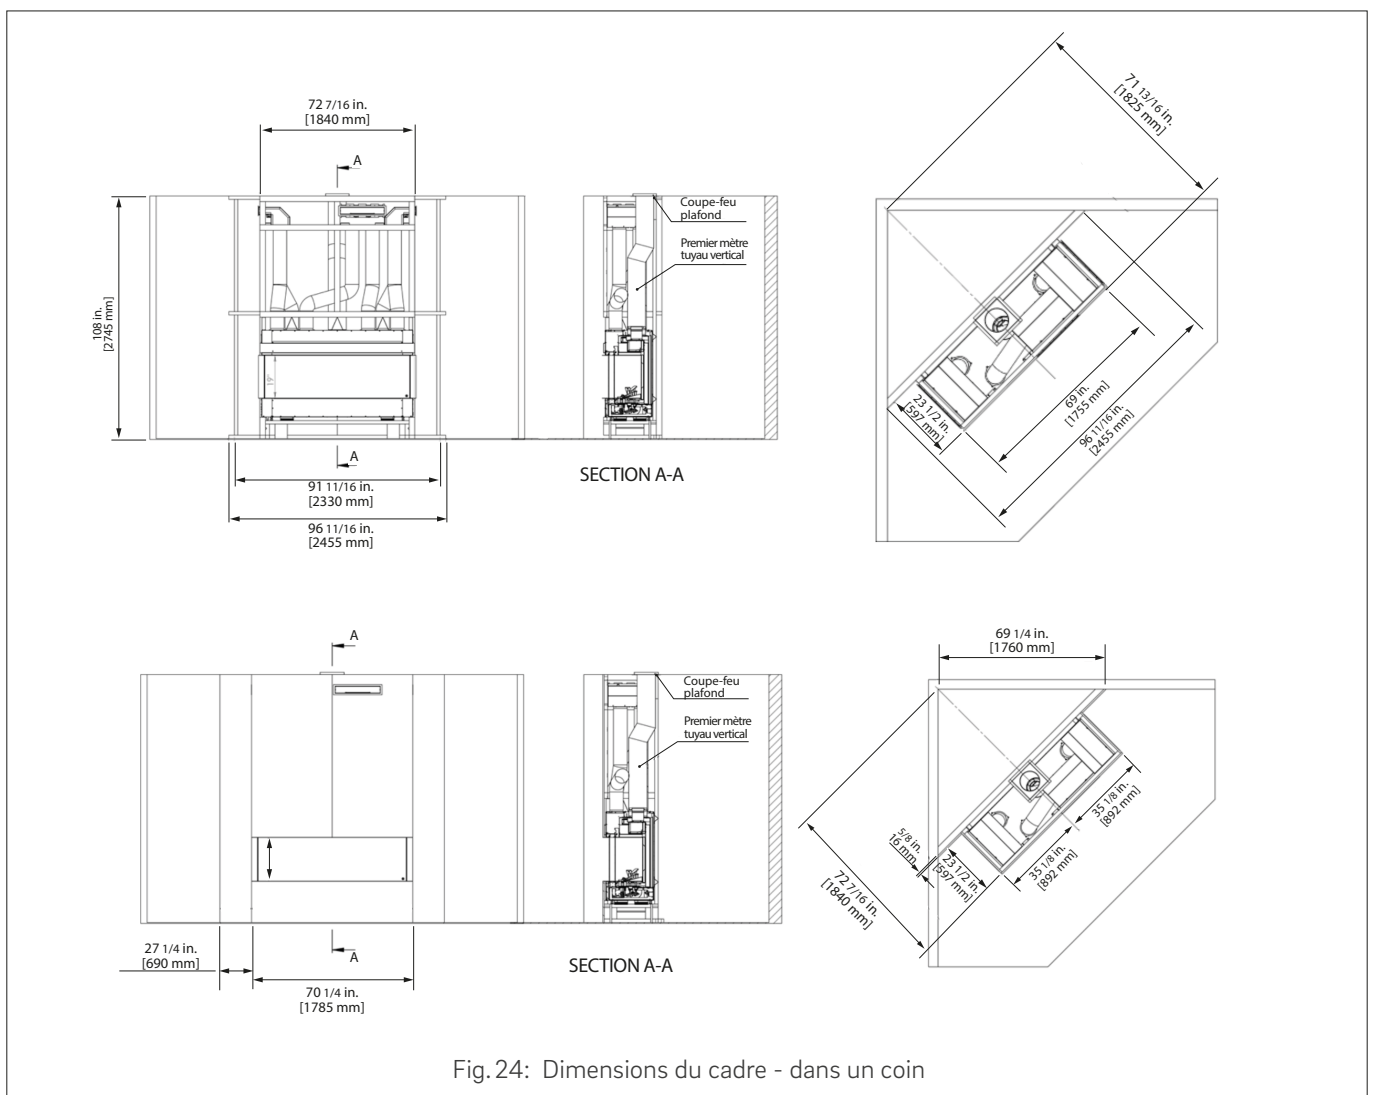 72 7/16 in.
[1840 mm]
A
108 in.
[2745 mm]
19"
A
91 11/16 in.
[2330 mm]
96 11/16 in.
[2455 mm]
Coupe-feu
plafond
Premier mètre
tuyau vertical
SECTION A-A
71 13/16 in.
[1825 mm]
23 1/2 in.
[597 mm]
69 in.
[1755 mm]
96 11/16 in.
[2455 mm]
A
27 1/4 in.
[690 mm]
A
70 1/4 in.
[1785 mm]
Coupe-feu
plafond
Premier mètre
tuyau vertical
SECTION A-A
69 1/4 in.
[1760 mm]
5/8 in.
16 mm
72 7/16 in.
[1840 mm]
23 1/2 in.
[597 mm]
35 1/8 in.
[892 mm]
35 1/8 in.
[892 mm]
Fig. 24: Dimensions du cadre - dans un coin